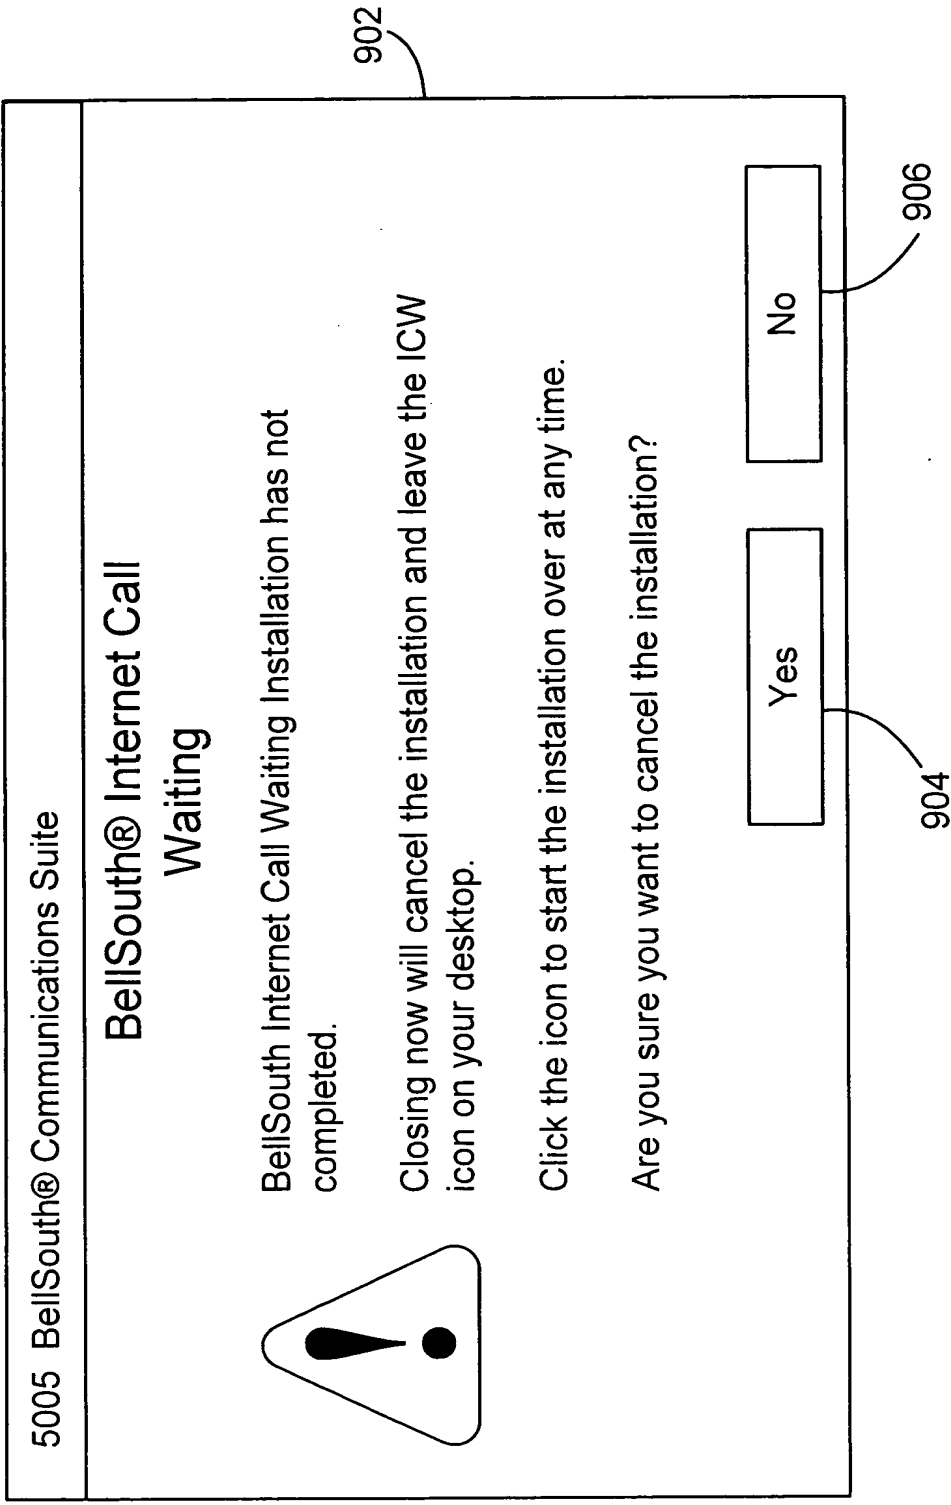 902
5005 BellSouth® Communications Suite
BellSouth® Internet Call
Waiting
BellSouth Internet Call Waiting Installation has not
completed.
Closing now will cancel the installation and leave the ICW
icon on your desktop.
Click the icon to start the installation over at any time.
Are you sure you want to cancel the installation?
Yes
No
904
906